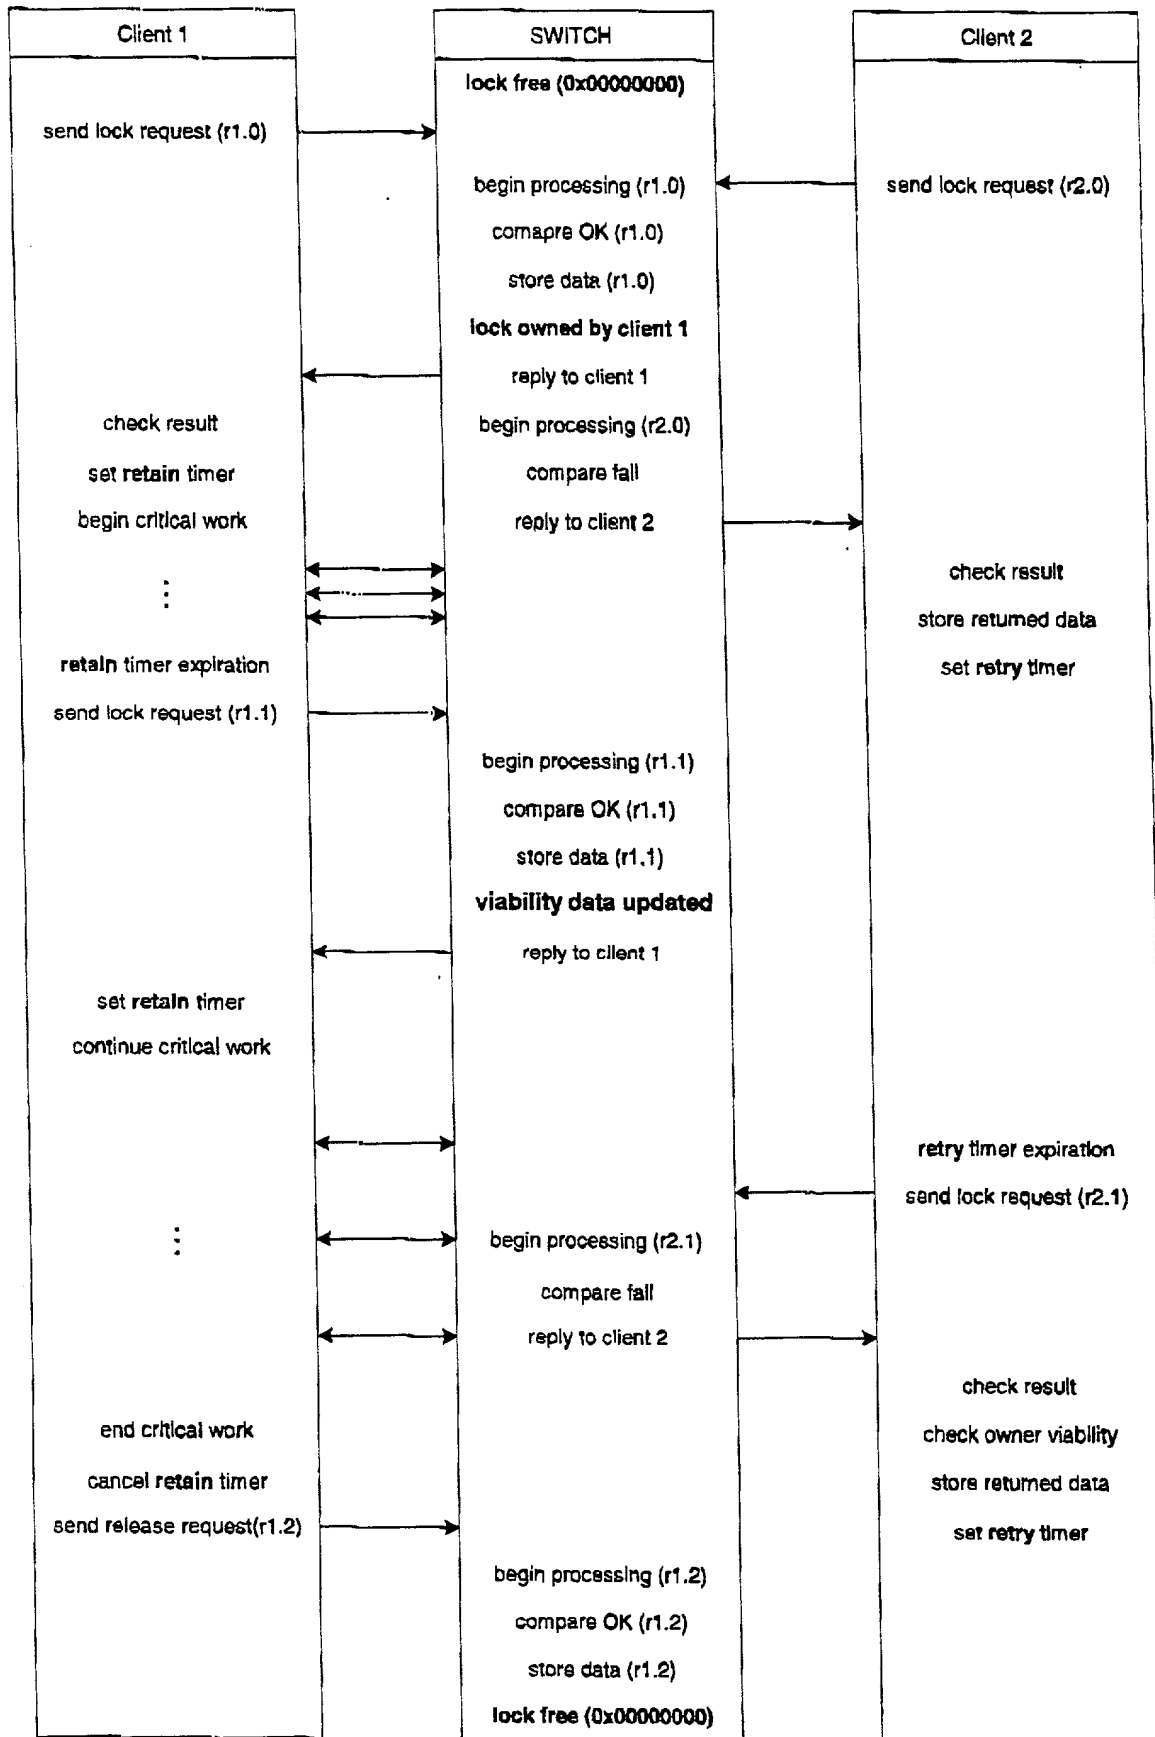 Client 1
SWITCH
Client 2
lock free (0x00000000)
send lock request (r1.0)
begin processing (r1.0)
send lock request (r2.0)
comapre OK (r1.0)
store data (r1.0)
lock owned by client 1
reply to client 1
check result
begin processing (r2.0)
set retain timer
compare fail
begin critical work
reply to client 2
check result
store returned data
retain timer expiration
set retry timer
send lock request (r1.1)
begin processing (r1.1)
compare OK (r1.1)
store data (r1.1)
viability data updated
reply to client 1
set retain timer
continue critical work
retry timer expiration
send lock request (r2.1)
begin processing (r2.1)
compare fail
reply to client 2
check result
end critical work
check owner viability
cancel retain timer
store returned data
send release request(r1.2)
set retry timer
begin processing (r1.2)
compare OK (r1.2)
store data (r1.2)
lock free (0x00000000)